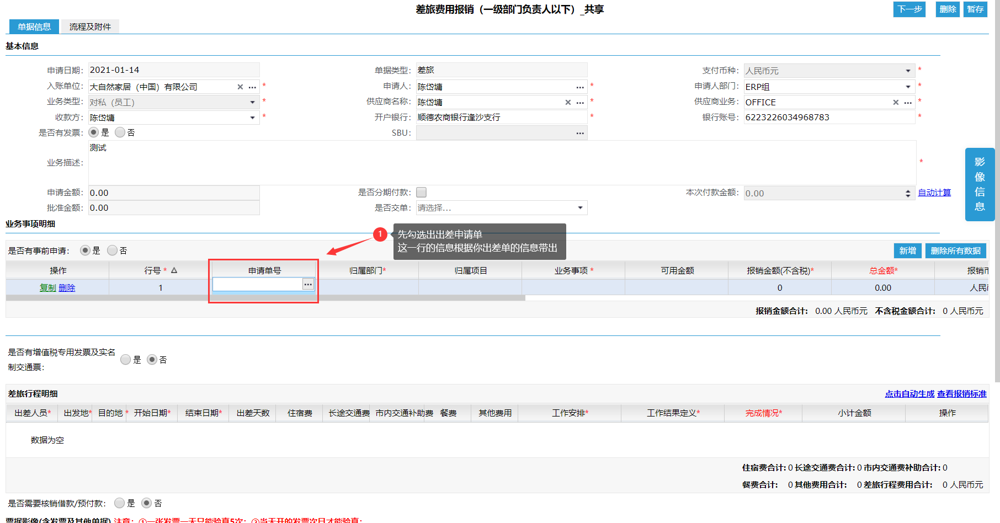 差旅费用报销（一级部门负责人以下）_共享
下一步 删除 暂存
单据信息 流程及附件
基本信息
申请日期： 2021-01-14 单据类型： 差旅 支付币种： 人民币元 *
入账单位： 大自然家居（中国）有限公司 × ... * 申请人： 陈岱墉 ... * 申请人部门： ERP组 *
业务类型： 对私（员工） * 供应商名称： 陈岱墉 × ... * 供应商业务： OFFICE × ... *
收款方： 陈岱墉 * 开户银行： 顺德农商银行逢沙支行 * 银行账号： 6223226034968783 *
是否有发票： 是 否 SBU： ...
业务描述： 测试 *
影像信息
申请金额： 0.00 是否分期付款： 本次付款金额： 0.00 自动计算
批准金额： 0.00 是否交单： 请选择...
业务事项明细
1 先勾选出出差申请单
这一行的信息根据你出差单的信息带出
是否有事前申请： 是 否 新增 删除所有数据
操作 行号 * △ 申请单号 归属部门* 归属项目 业务事项 * 可用金额 报销金额(不含税)* 总金额* 报销币
复制 删除 1 ... 0 0.00 人民币
报销金额合计： 0.00 人民币元 不含税金额合计： 0 人民币元
是否有增值税专用发票及实名
制交通票： 是 否
差旅行程明细 点击自动生成 查看报销标准
出差人员* 出发地* 目的地 * 开始日期* 结束日期* 出差天数 住宿费 长途交通费 市内交通补助费 餐费 其他费用 工作安排* 工作结果定义* 完成情况* 小计金额 操作
数据为空
住宿费合计: 0 长途交通费合计: 0 市内交通费补助合计: 0
餐费合计: 0 其他费用合计: 0 差旅行程费用合计: 0 人民币元
是否需要核销借款/预付款： 是 否
票据影像(含发票及其他单据) 注意：①一张发票一天只能验真5次；②当天开的发票次日才能验真；